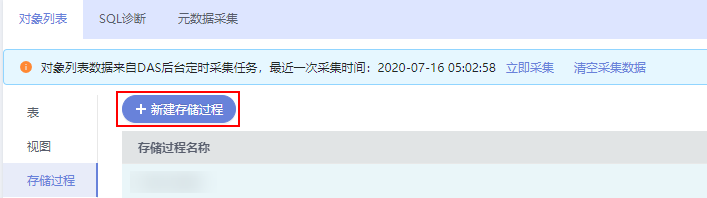 对象列表 SQL诊断 元数据采集
对象列表数据来自DAS后台定时采集任务，最近一次采集时间：2020-07-16 05:02:58 立即采集 清空采集数据
表
+ 新建存储过程
视图
存储过程名称
存储过程